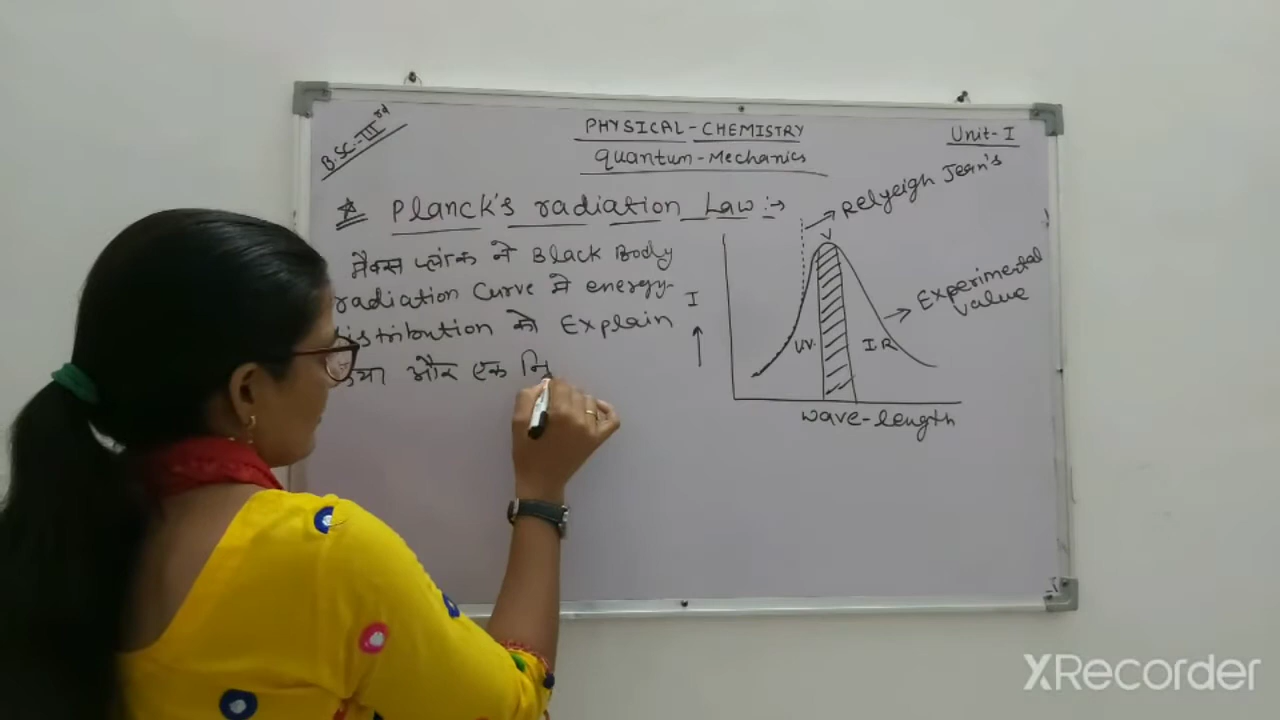 B.SC-III rd
PHYSICAL-CHEMISTRY
Quantum-Mechanics
Unit-I
Planck's radiation Law :→
मैक्स प्लांक ने Black Body
radiation Curve मे energy-
distribution को Explain
और एक नि
Relyeigh Jean's
Experimental
value
I
U.V.
I R
wave-length
XRecorder